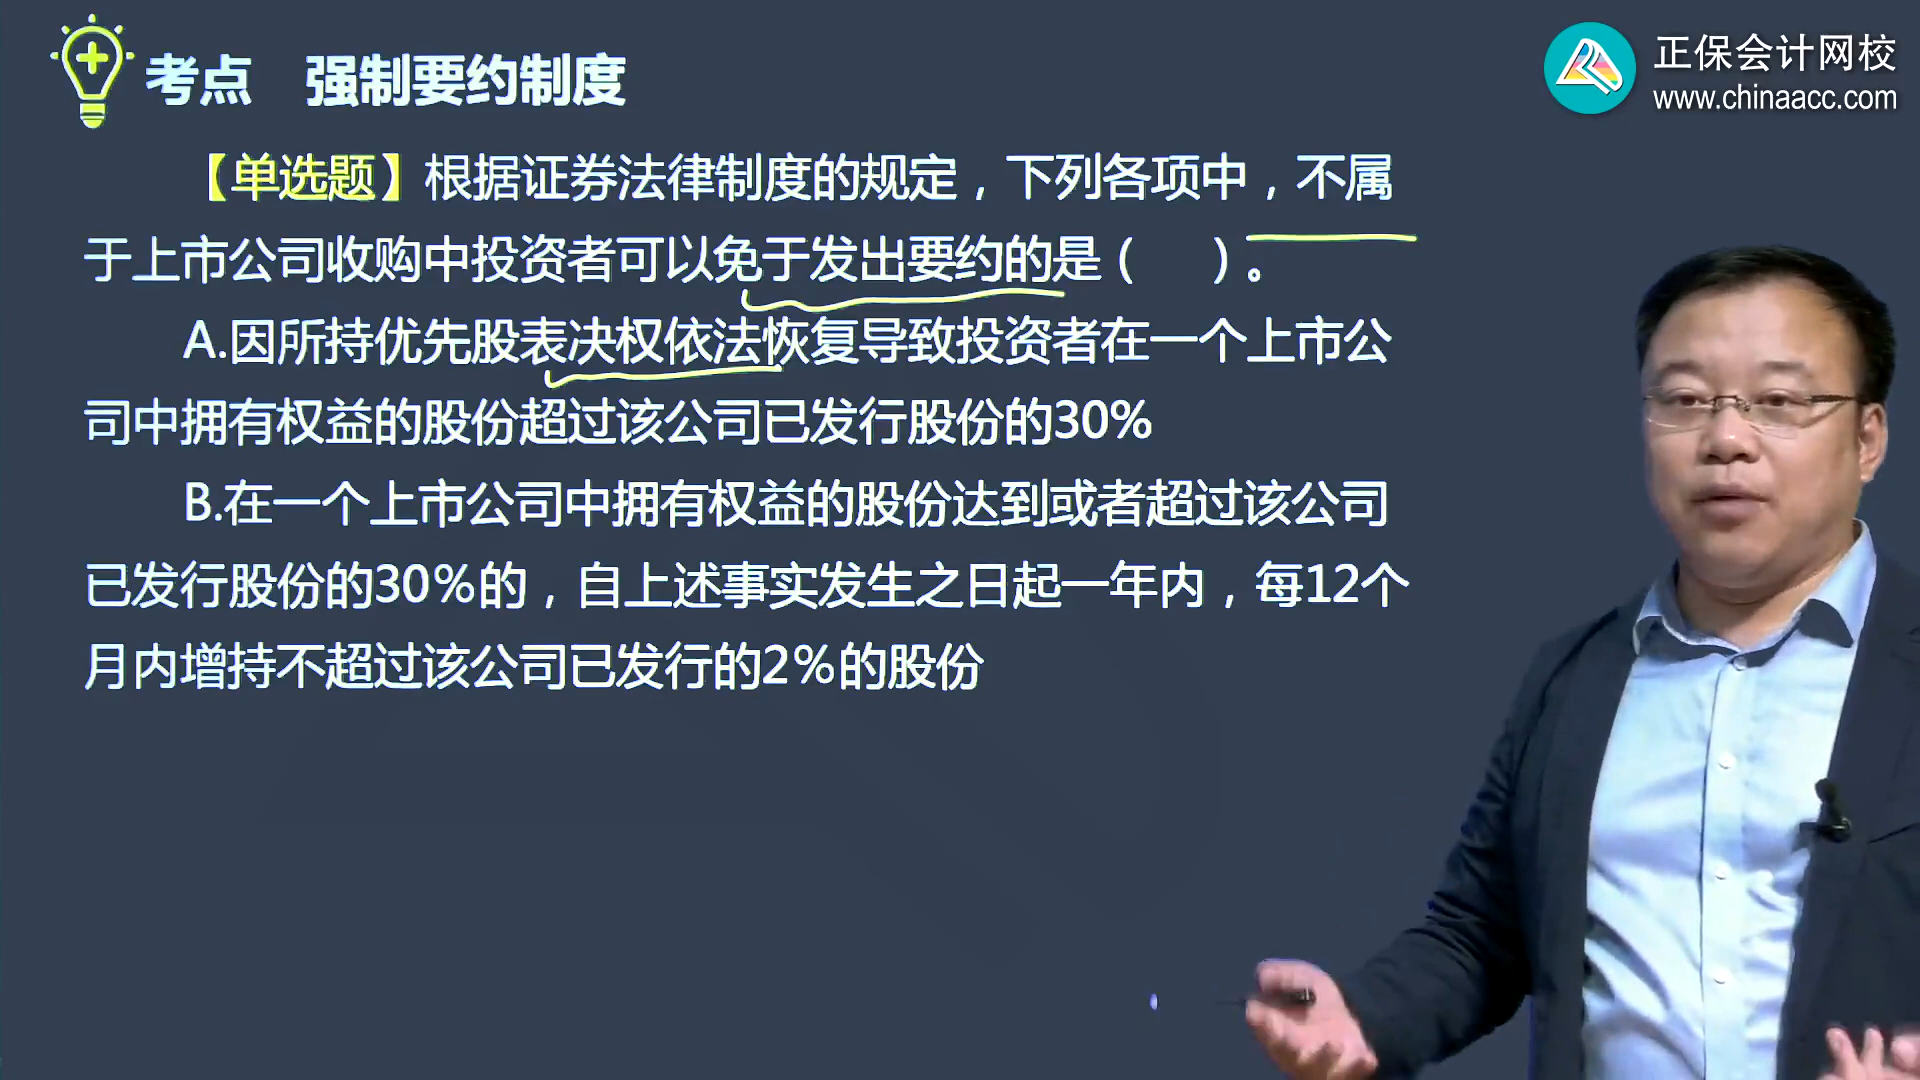 考点 强制要约制度
正保会计网校
www.chinaacc.com
【单选题】根据证券法律制度的规定，下列各项中，不属
于上市公司收购中投资者可以免于发出要约的是（ ）。
A.因所持优先股表决权依法恢复导致投资者在一个上市公
司中拥有权益的股份超过该公司已发行股份的30%
B.在一个上市公司中拥有权益的股份达到或者超过该公司
已发行股份的30%的，自上述事实发生之日起一年内，每12个
月内增持不超过该公司已发行的2%的股份